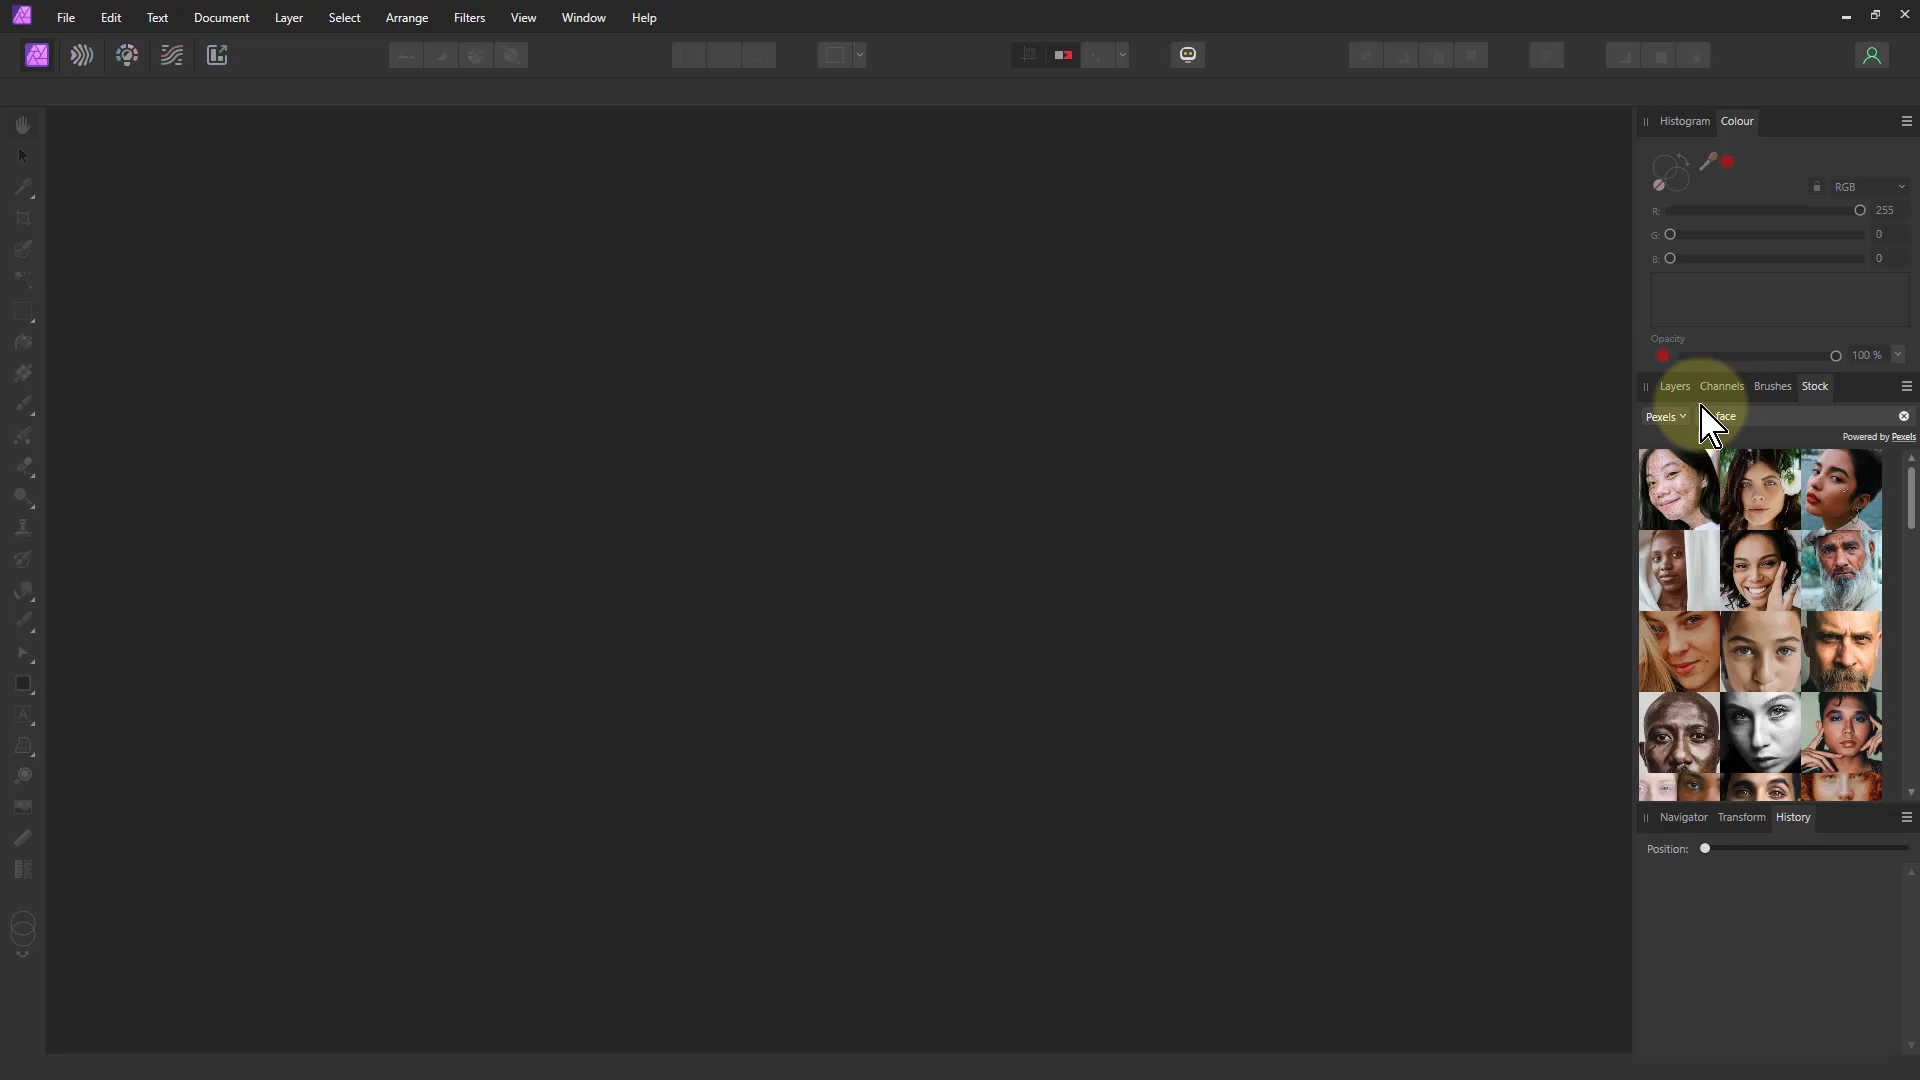 File Edit Text Document Layer Select Arrange Filters View Window Help
Histogram Colour
RGB
R: 255
G: 0
B: 0
Opacity
100 %
Layers Channels Brushes Stock
Pexels face
Powered by Pexels
Navigator Transform History
Position: